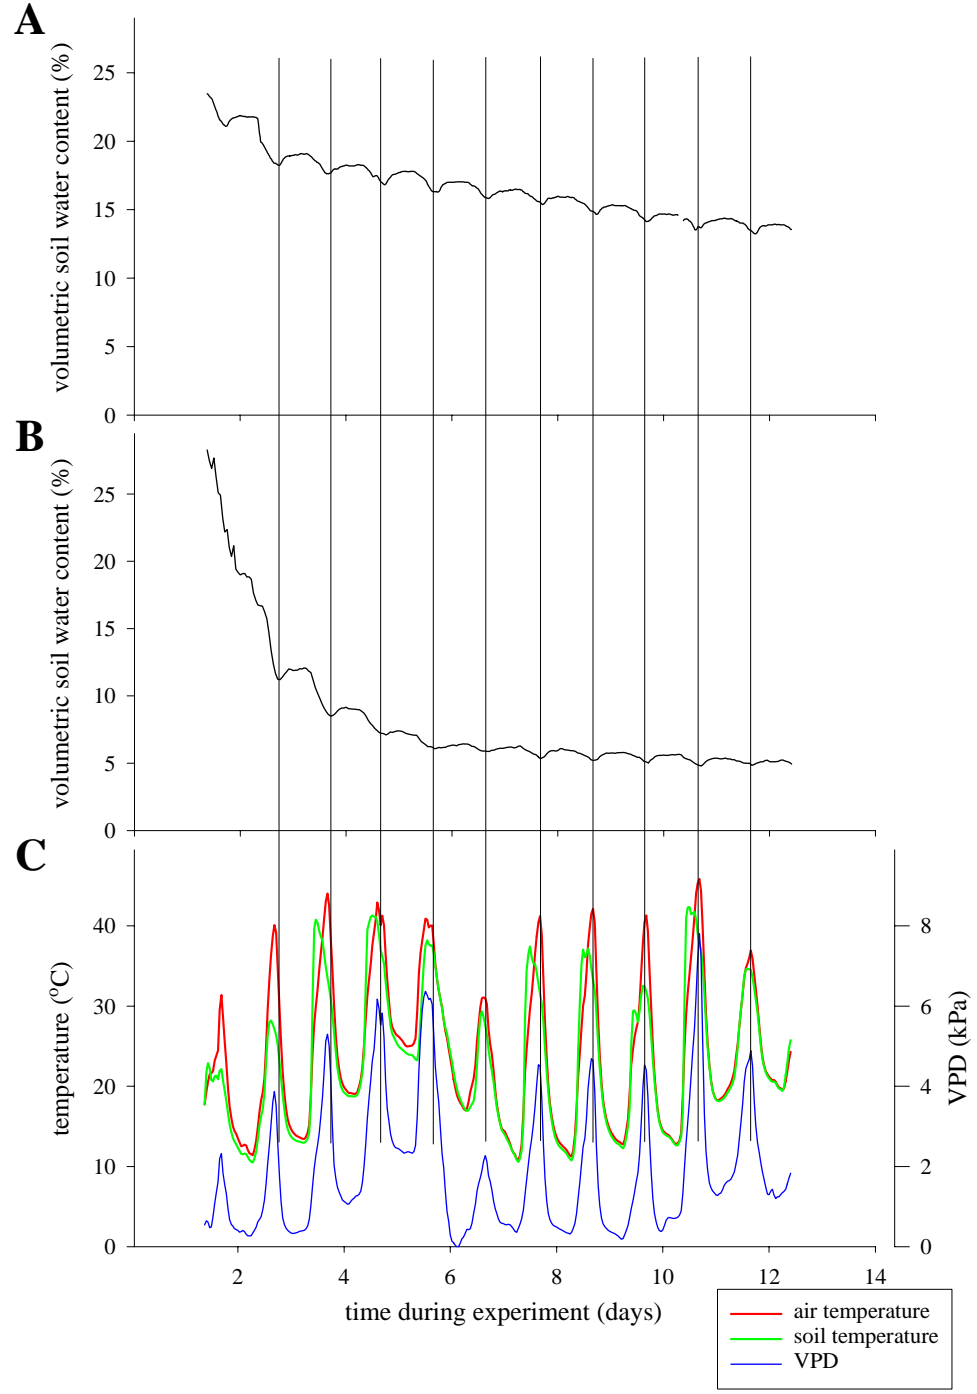 A
volumetric soil water content (%)
25
20
15
10
5
0
B
volumetric soil water content (%)
25
20
15
10
5
0
C
temperature (°C)
40
30
20
10
0
VPD (kPa)
8
6
4
2
0
2 4 6 8 10 12 14
time during experiment (days)
air temperature
soil temperature
VPD